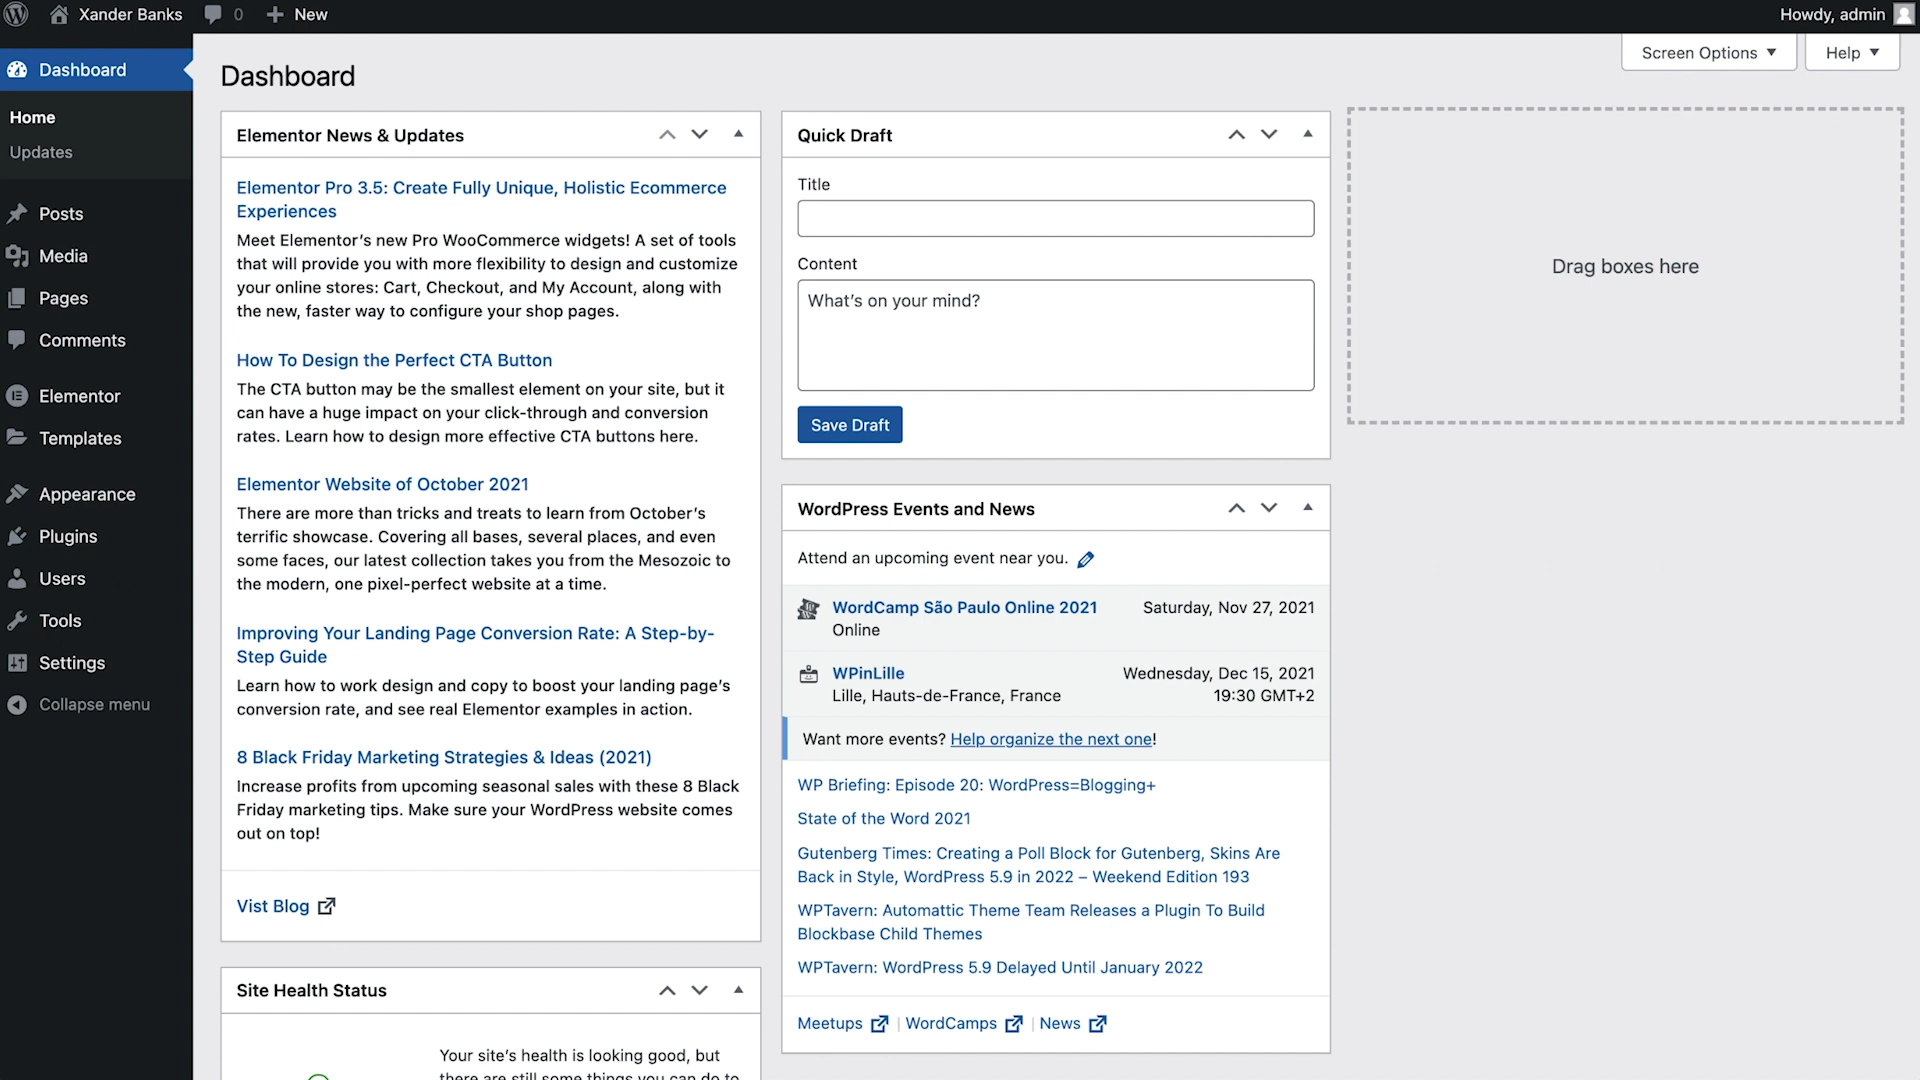 Xander Banks
0
New
Howdy, admin
Screen Options
Help
Dashboard
Home
Updates
Posts
Media
Pages
Comments
Elementor
Templates
Appearance
Plugins
Users
Tools
Settings
Collapse menu
Dashboard
Elementor News & Updates
Elementor Pro 3.5: Create Fully Unique, Holistic Ecommerce
Experiences
Meet Elementor's new Pro WooCommerce widgets! A set of tools
that will provide you with more flexibility to design and customize
your online stores: Cart, Checkout, and My Account, along with
the new, faster way to configure your shop pages.
How To Design the Perfect CTA Button
The CTA button may be the smallest element on your site, but it
can have a huge impact on your click-through and conversion
rates. Learn how to design more effective CTA buttons here.
Elementor Website of October 2021
There are more than tricks and treats to learn from October's
terrific showcase. Covering all bases, several places, and even
some faces, our latest collection takes you from the Mesozoic to
the modern, one pixel-perfect website at a time.
Improving Your Landing Page Conversion Rate: A Step-by-
Step Guide
Learn how to work design and copy to boost your landing page's
conversion rate, and see real Elementor examples in action.
8 Black Friday Marketing Strategies & Ideas (2021)
Increase profits from upcoming seasonal sales with these 8 Black
Friday marketing tips. Make sure your WordPress website comes
out on top!
Vist Blog
Site Health Status
Your site's health is looking good, but
there are still some things you can do to
Quick Draft
Title
Content
What's on your mind?
Save Draft
WordPress Events and News
Attend an upcoming event near you.
WordCamp São Paulo Online 2021 Saturday, Nov 27, 2021
Online
WPinLille Wednesday, Dec 15, 2021
Lille, Hauts-de-France, France 19:30 GMT+2
Want more events? Help organize the next one!
WP Briefing: Episode 20: WordPress=Blogging+
State of the Word 2021
Gutenberg Times: Creating a Poll Block for Gutenberg, Skins Are
Back in Style, WordPress 5.9 in 2022 – Weekend Edition 193
WPTavern: Automattic Theme Team Releases a Plugin To Build
Blockbase Child Themes
WPTavern: WordPress 5.9 Delayed Until January 2022
Meetups | WordCamps | News
Drag boxes here